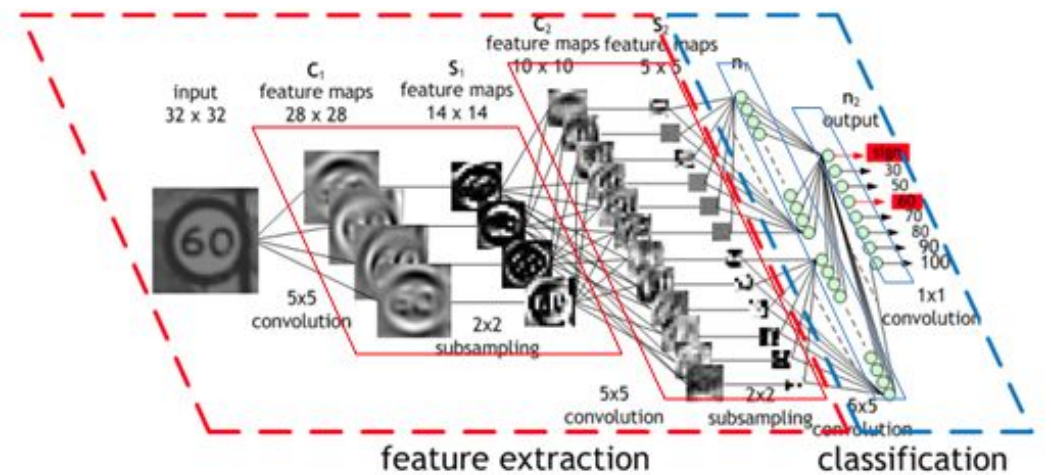 input
32 x 32
C1
feature maps
28 x 28
S1
feature maps
14 x 14
C2
feature maps
10 x 10
S2
feature maps
5 x 5
n1
n2
output
60
sign
30
50
60
70
80
90
100
5x5
convolution
2x2
subsampling
5x5
convolution
2x2
subsampling
5x5
convolution
1x1
convolution
feature extraction
classification